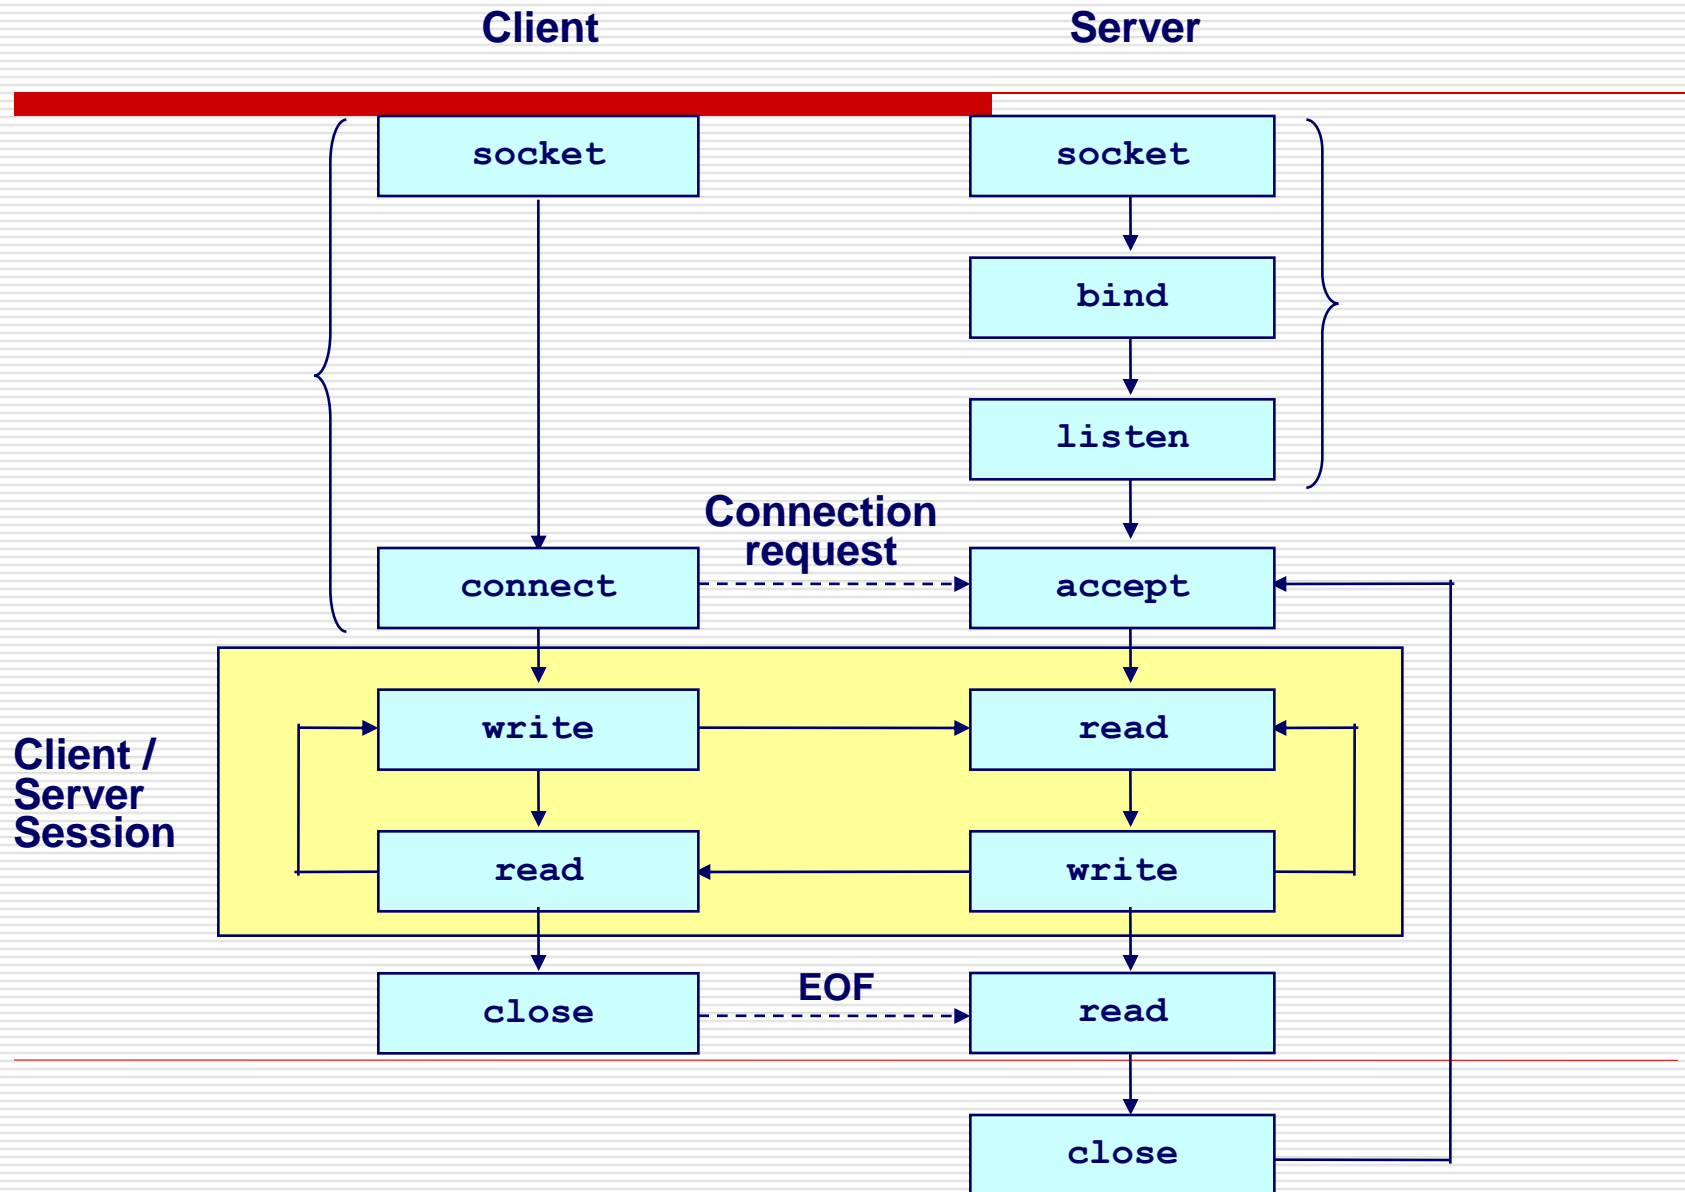 Client
Server
socket
socket
bind
listen
Connection
request
connect
accept
write
read
Client /
Server
Session
read
write
close
EOF
read
close